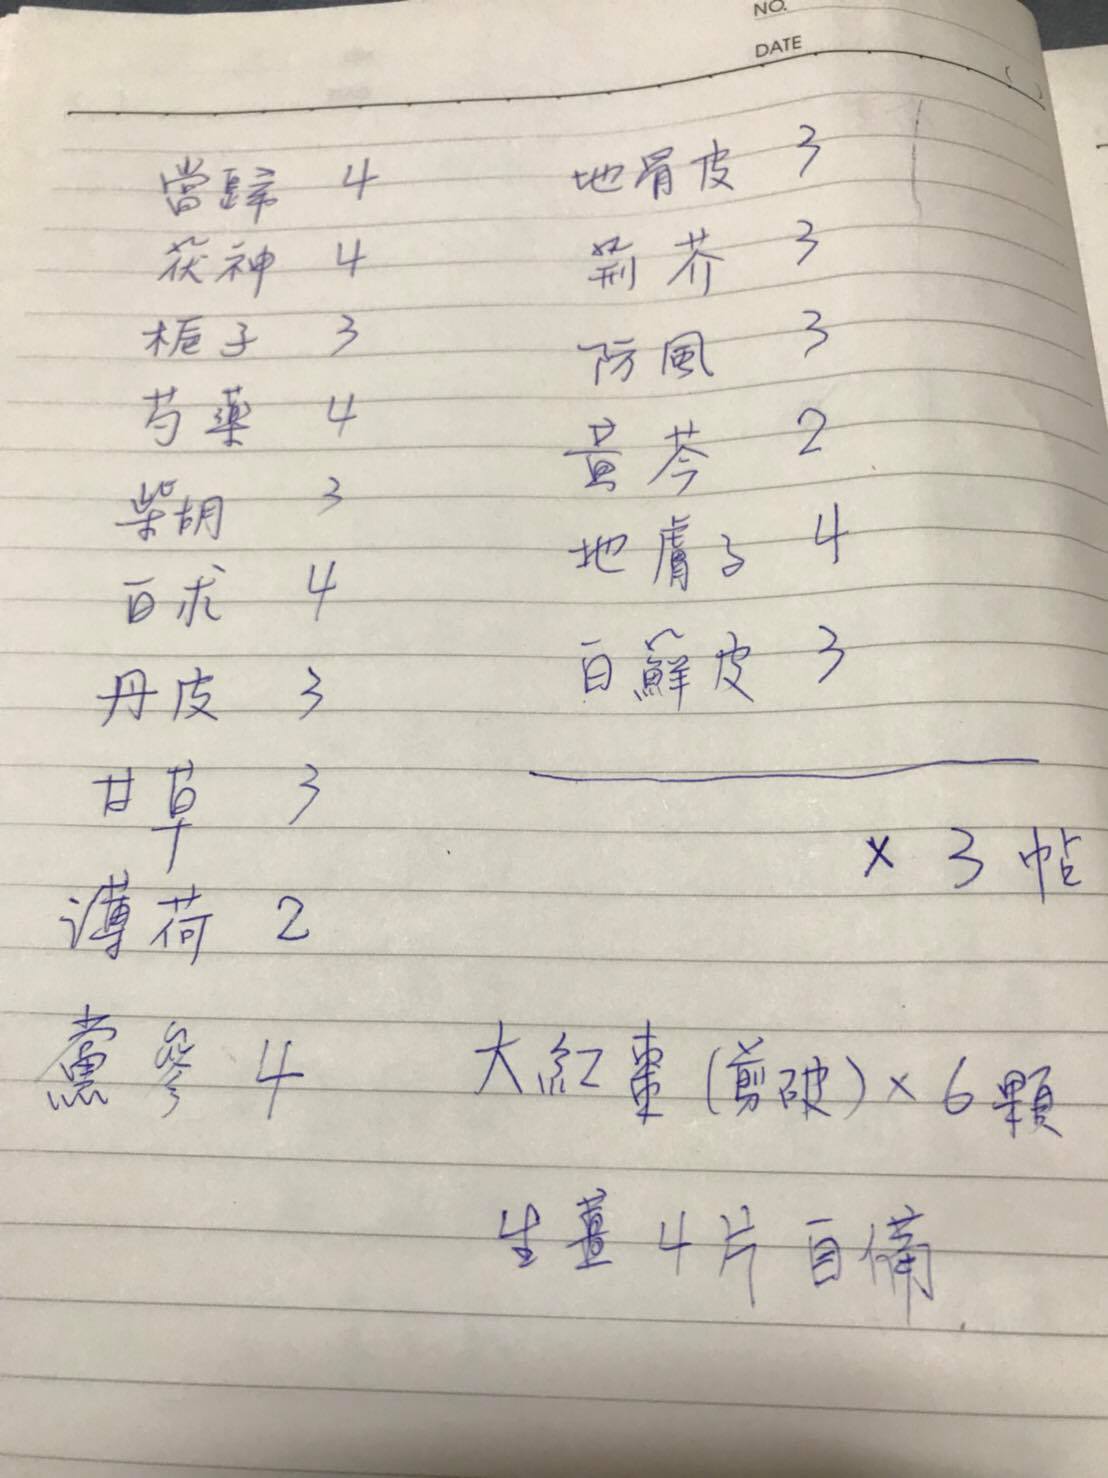 NO.
DATE
當歸 4
茯神 4
梔子 3
芍藥 4
柴胡 3
白朮 4
丹皮 3
甘草 3
薄荷 2
黨參 4
地骨皮 3
荊芥 3
防風 3
黃芩 2
地膚子 4
白蘚皮 3
× 3 帖
大紅棗(剪破)×6顆
生薑4片自備